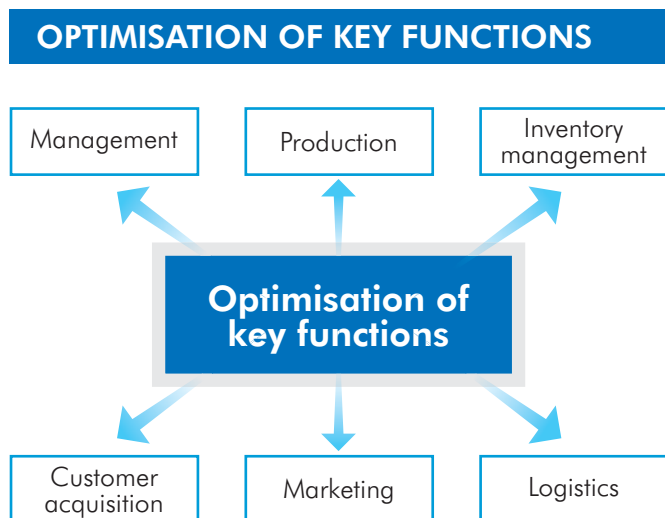 OPTIMISATION OF KEY FUNCTIONS
Management
Production
Inventory
management
Optimisation of
key functions
Customer
acquisition
Marketing
Logistics